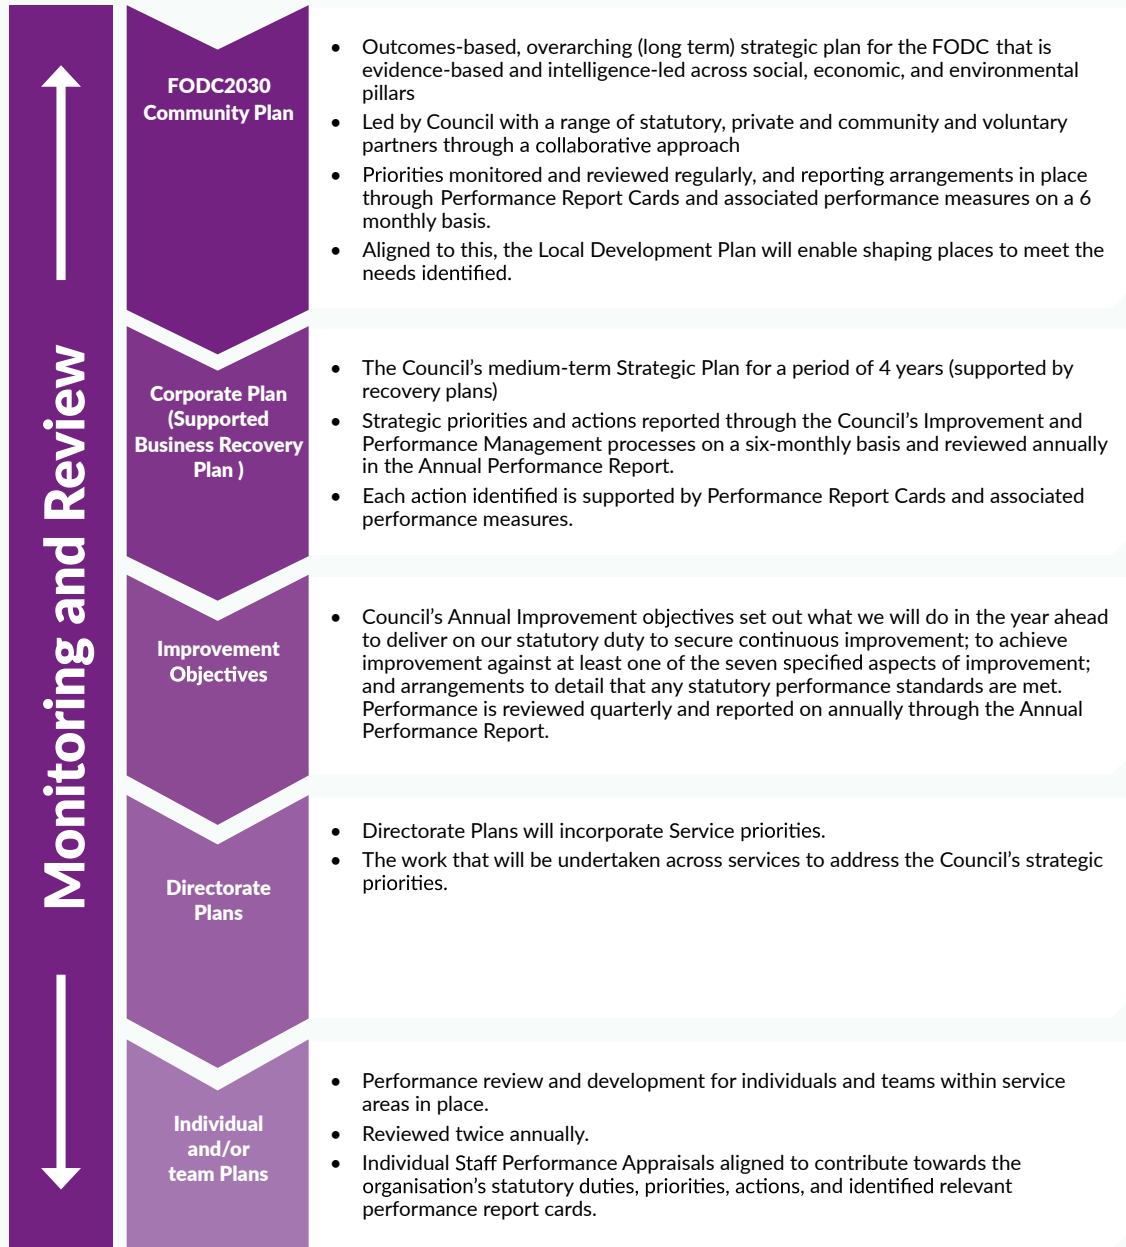 Monitoring and Review
FODC2030
Community Plan
• Outcomes-based, overarching (long term) strategic plan for the FODC that is
evidence-based and intelligence-led across social, economic, and environmental
pillars
• Led by Council with a range of statutory, private and community and voluntary
partners through a collaborative approach
• Priorities monitored and reviewed regularly, and reporting arrangements in place
through Performance Report Cards and associated performance measures on a 6
monthly basis.
• Aligned to this, the Local Development Plan will enable shaping places to meet the
needs identified.
Corporate Plan
(Supported
Business Recovery
Plan )
• The Council’s medium-term Strategic Plan for a period of 4 years (supported by
recovery plans)
• Strategic priorities and actions reported through the Council’s Improvement and
Performance Management processes on a six-monthly basis and reviewed annually
in the Annual Performance Report.
• Each action identified is supported by Performance Report Cards and associated
performance measures.
Improvement
Objectives
• Council’s Annual Improvement objectives set out what we will do in the year ahead
to deliver on our statutory duty to secure continuous improvement; to achieve
improvement against at least one of the seven specified aspects of improvement;
and arrangements to detail that any statutory performance standards are met.
Performance is reviewed quarterly and reported on annually through the Annual
Performance Report.
Directorate
Plans
• Directorate Plans will incorporate Service priorities.
• The work that will be undertaken across services to address the Council’s strategic
priorities.
Individual
and/or
team Plans
• Performance review and development for individuals and teams within service
areas in place.
• Reviewed twice annually.
• Individual Staff Performance Appraisals aligned to contribute towards the
organisation’s statutory duties, priorities, actions, and identified relevant
performance report cards.